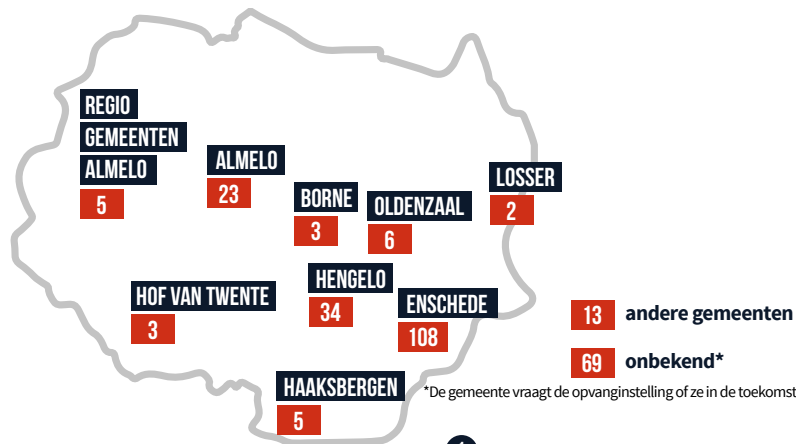 REGIO
GEMEENTEN
ALMELO
5
ALMELO
23
BORNE
3
OLDENZAAL
6
LOSSER
2
HOF VAN TWENTE
3
HENGELO
34
ENSCHEDE
108
HAAKSBERGEN
5
13 andere gemeenten
69 onbekend*
*De gemeente vraagt de opvanginstelling of ze in de toekomst